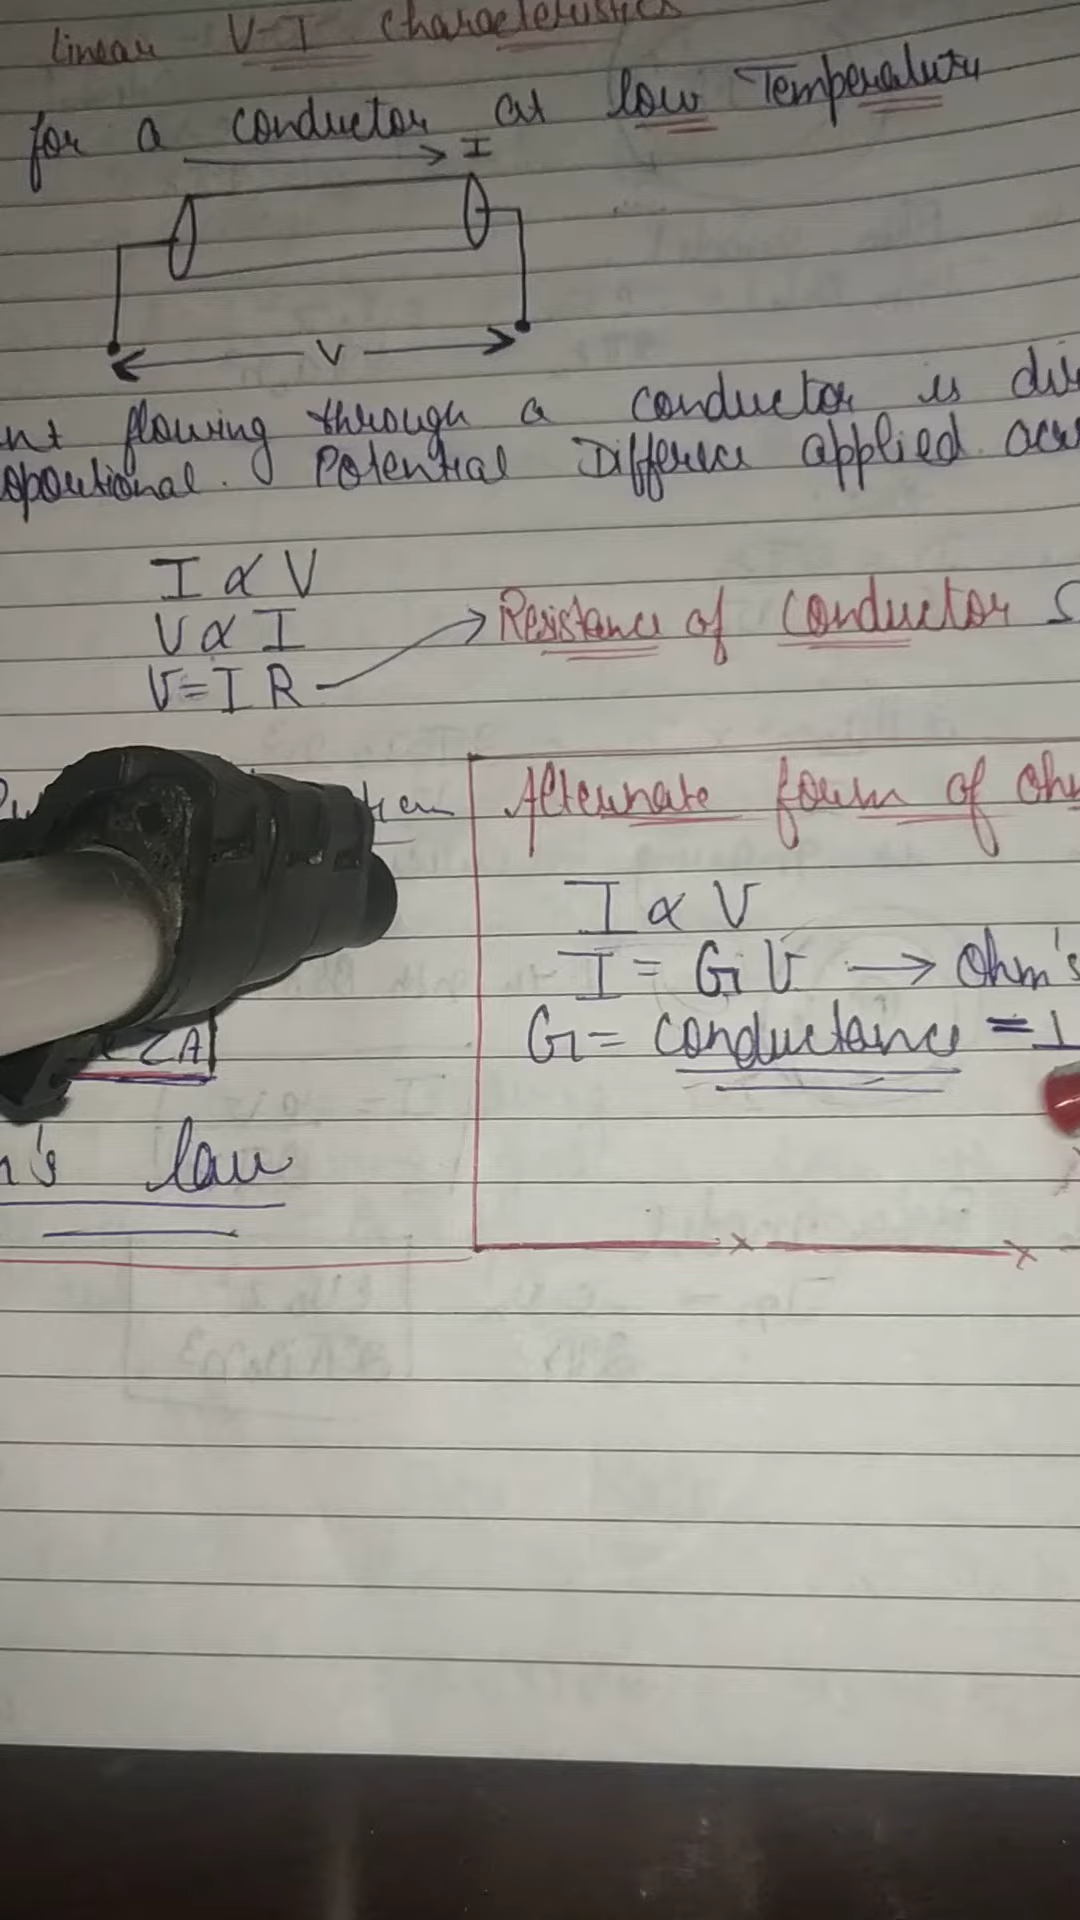 linear V-I characteristics
for a conductor at low Temperature
I
V
flowing through a conductor is
Potential Difference applied
I ∝ V
V ∝ I
V = I R → Resistance of conductor
Alternate form of
I ∝ V
I = G V → Ohm's
G = conductance =
law